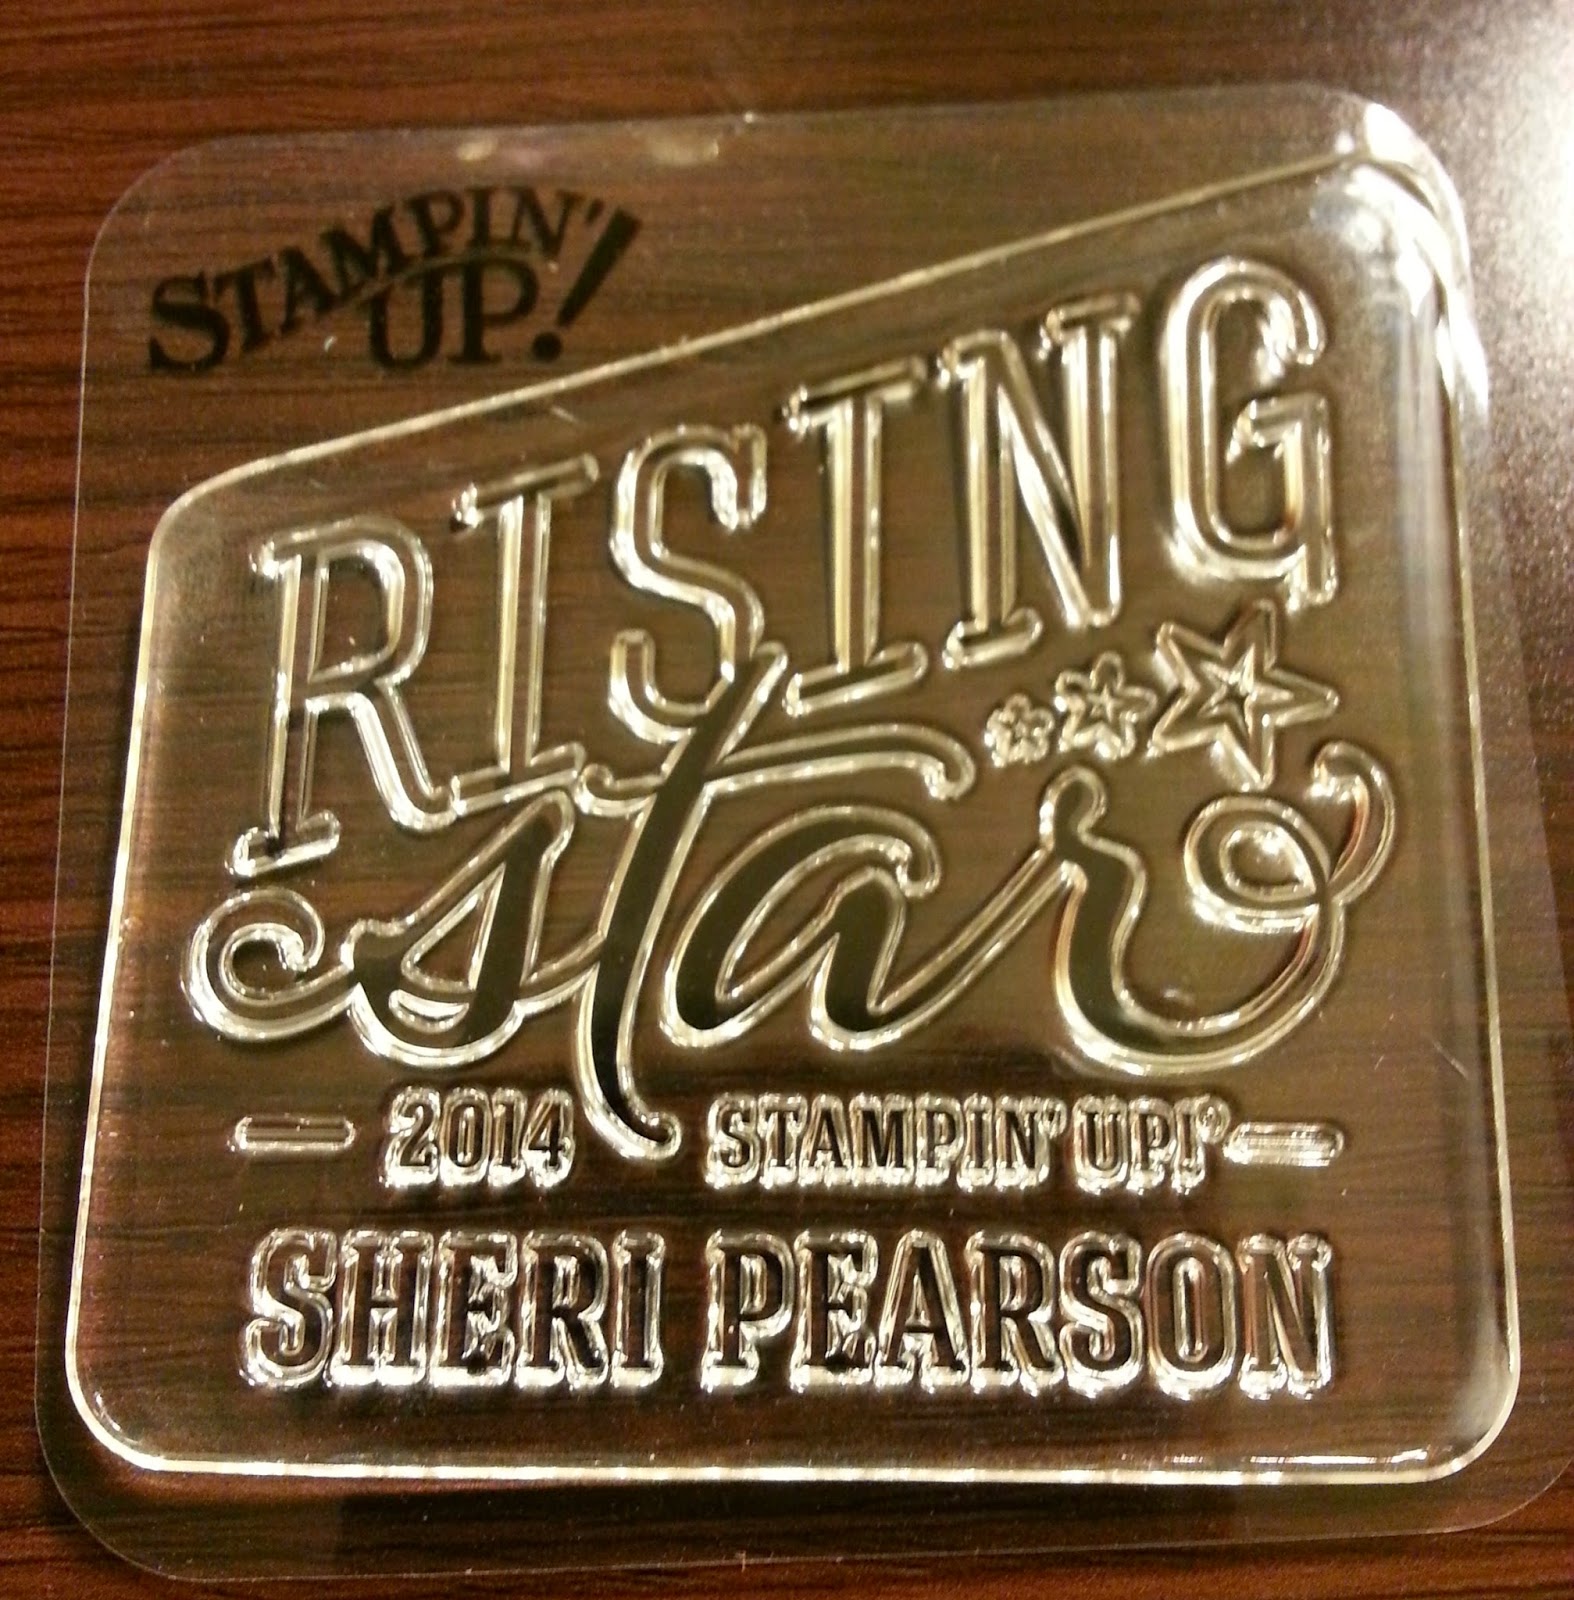 STAMPIN'
UP!
RISING
star
2014 STAMPIN' UP!®
SHERI PEARSON